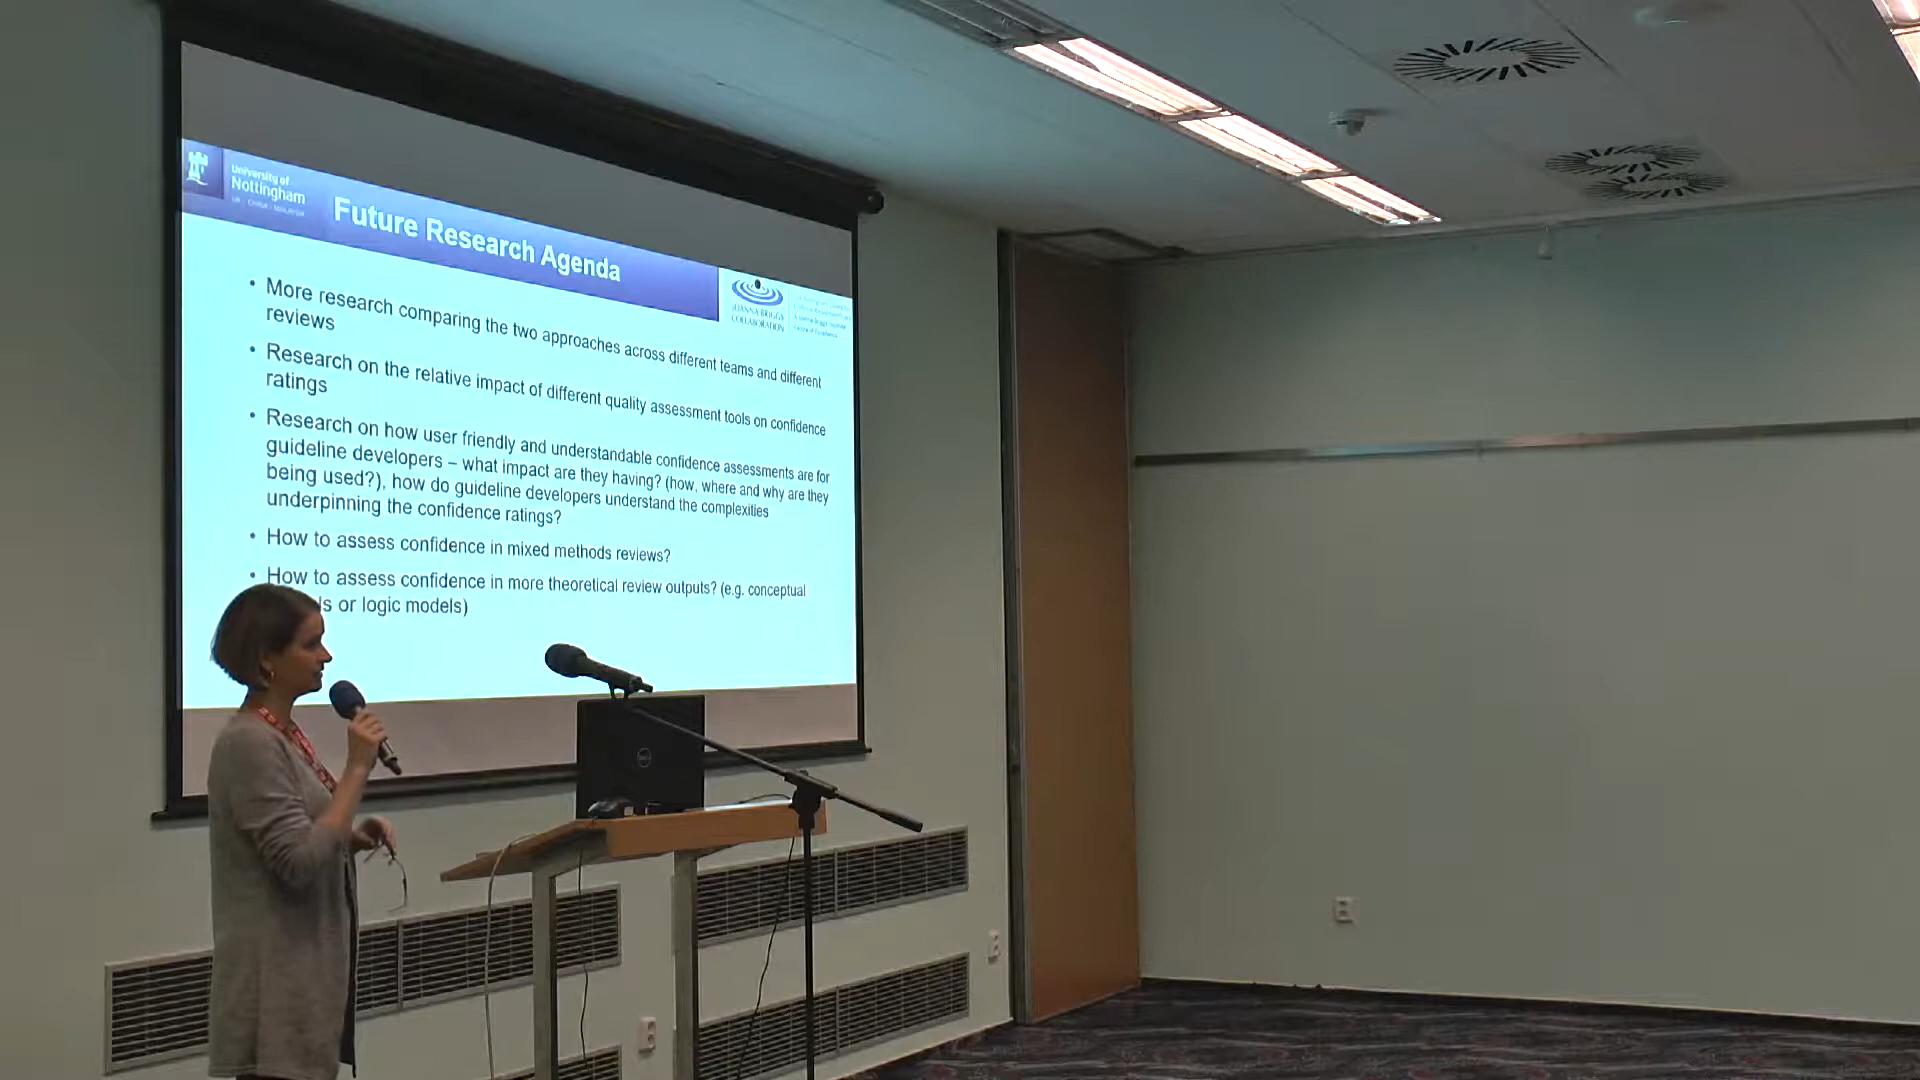 University of
Nottingham
Future Research Agenda
JOANNA BRIGGS
COLLABORATION
• More research comparing the two approaches across different teams and different
reviews
• Research on the relative impact of different quality assessment tools on confidence
ratings
• Research on how user friendly and understandable confidence assessments are for
guideline developers – what impact are they having? (how, where and why are they
being used?), how do guideline developers understand the complexities
underpinning the confidence ratings?
• How to assess confidence in mixed methods reviews?
• How to assess confidence in more theoretical review outputs? (e.g. conceptual
ls or logic models)